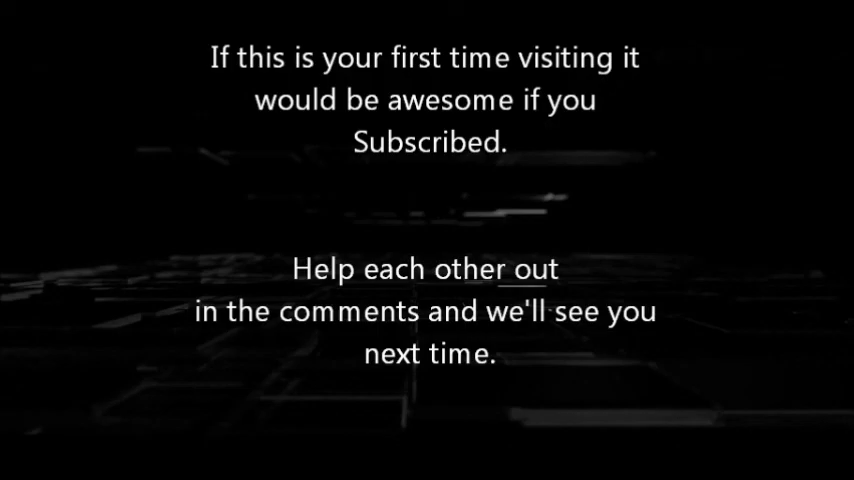 If this is your first time visiting it
would be awesome if you
Subscribed.
Help each other out
in the comments and we'll see you
next time.